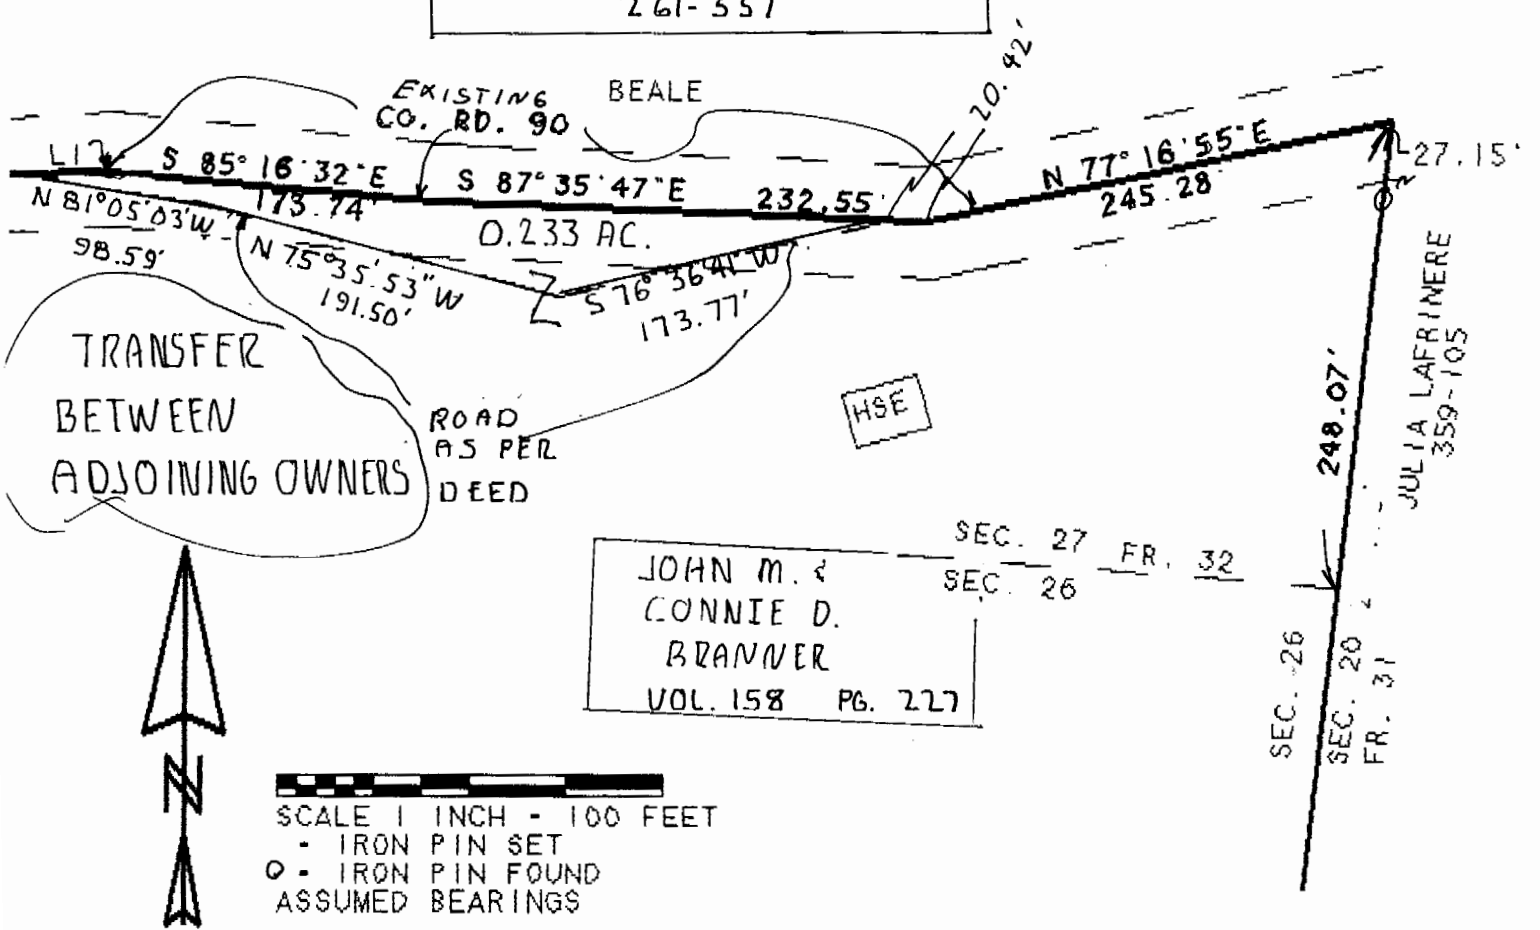 261-337
20.42'
EXISTING
CO. RD. 90
BEALE
L17
S 85° 16' 32" E
173.74'
S 87° 35' 47" E
232.55'
N 77° 16' 55" E
245.28'
27.15'
N 81° 05' 03" W
98.59'
N 75° 35' 53" W
191.50'
0.233 AC.
S 76° 36' 41" W
173.77'
TRANSFER
BETWEEN
ADJOINING OWNERS
ROAD
AS PER
DEED
HSE
248.07'
JULIA LAFRINERE
359-105
SEC. 27 FR. 32
SEC. 26
JOHN M. &
CONNIE D.
BRANNER
VOL. 158 PG. 227
SEC. 26
SEC. 20
FR. 31
N
SCALE 1 INCH - 100 FEET
- IRON PIN SET
O - IRON PIN FOUND
ASSUMED BEARINGS